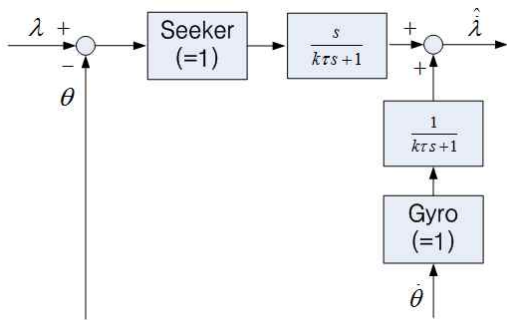 λ +
−
θ
Seeker
(=1)
s
kτs+1
+
+
λ̇̂
1
kτs+1
Gyro
(=1)
θ̇